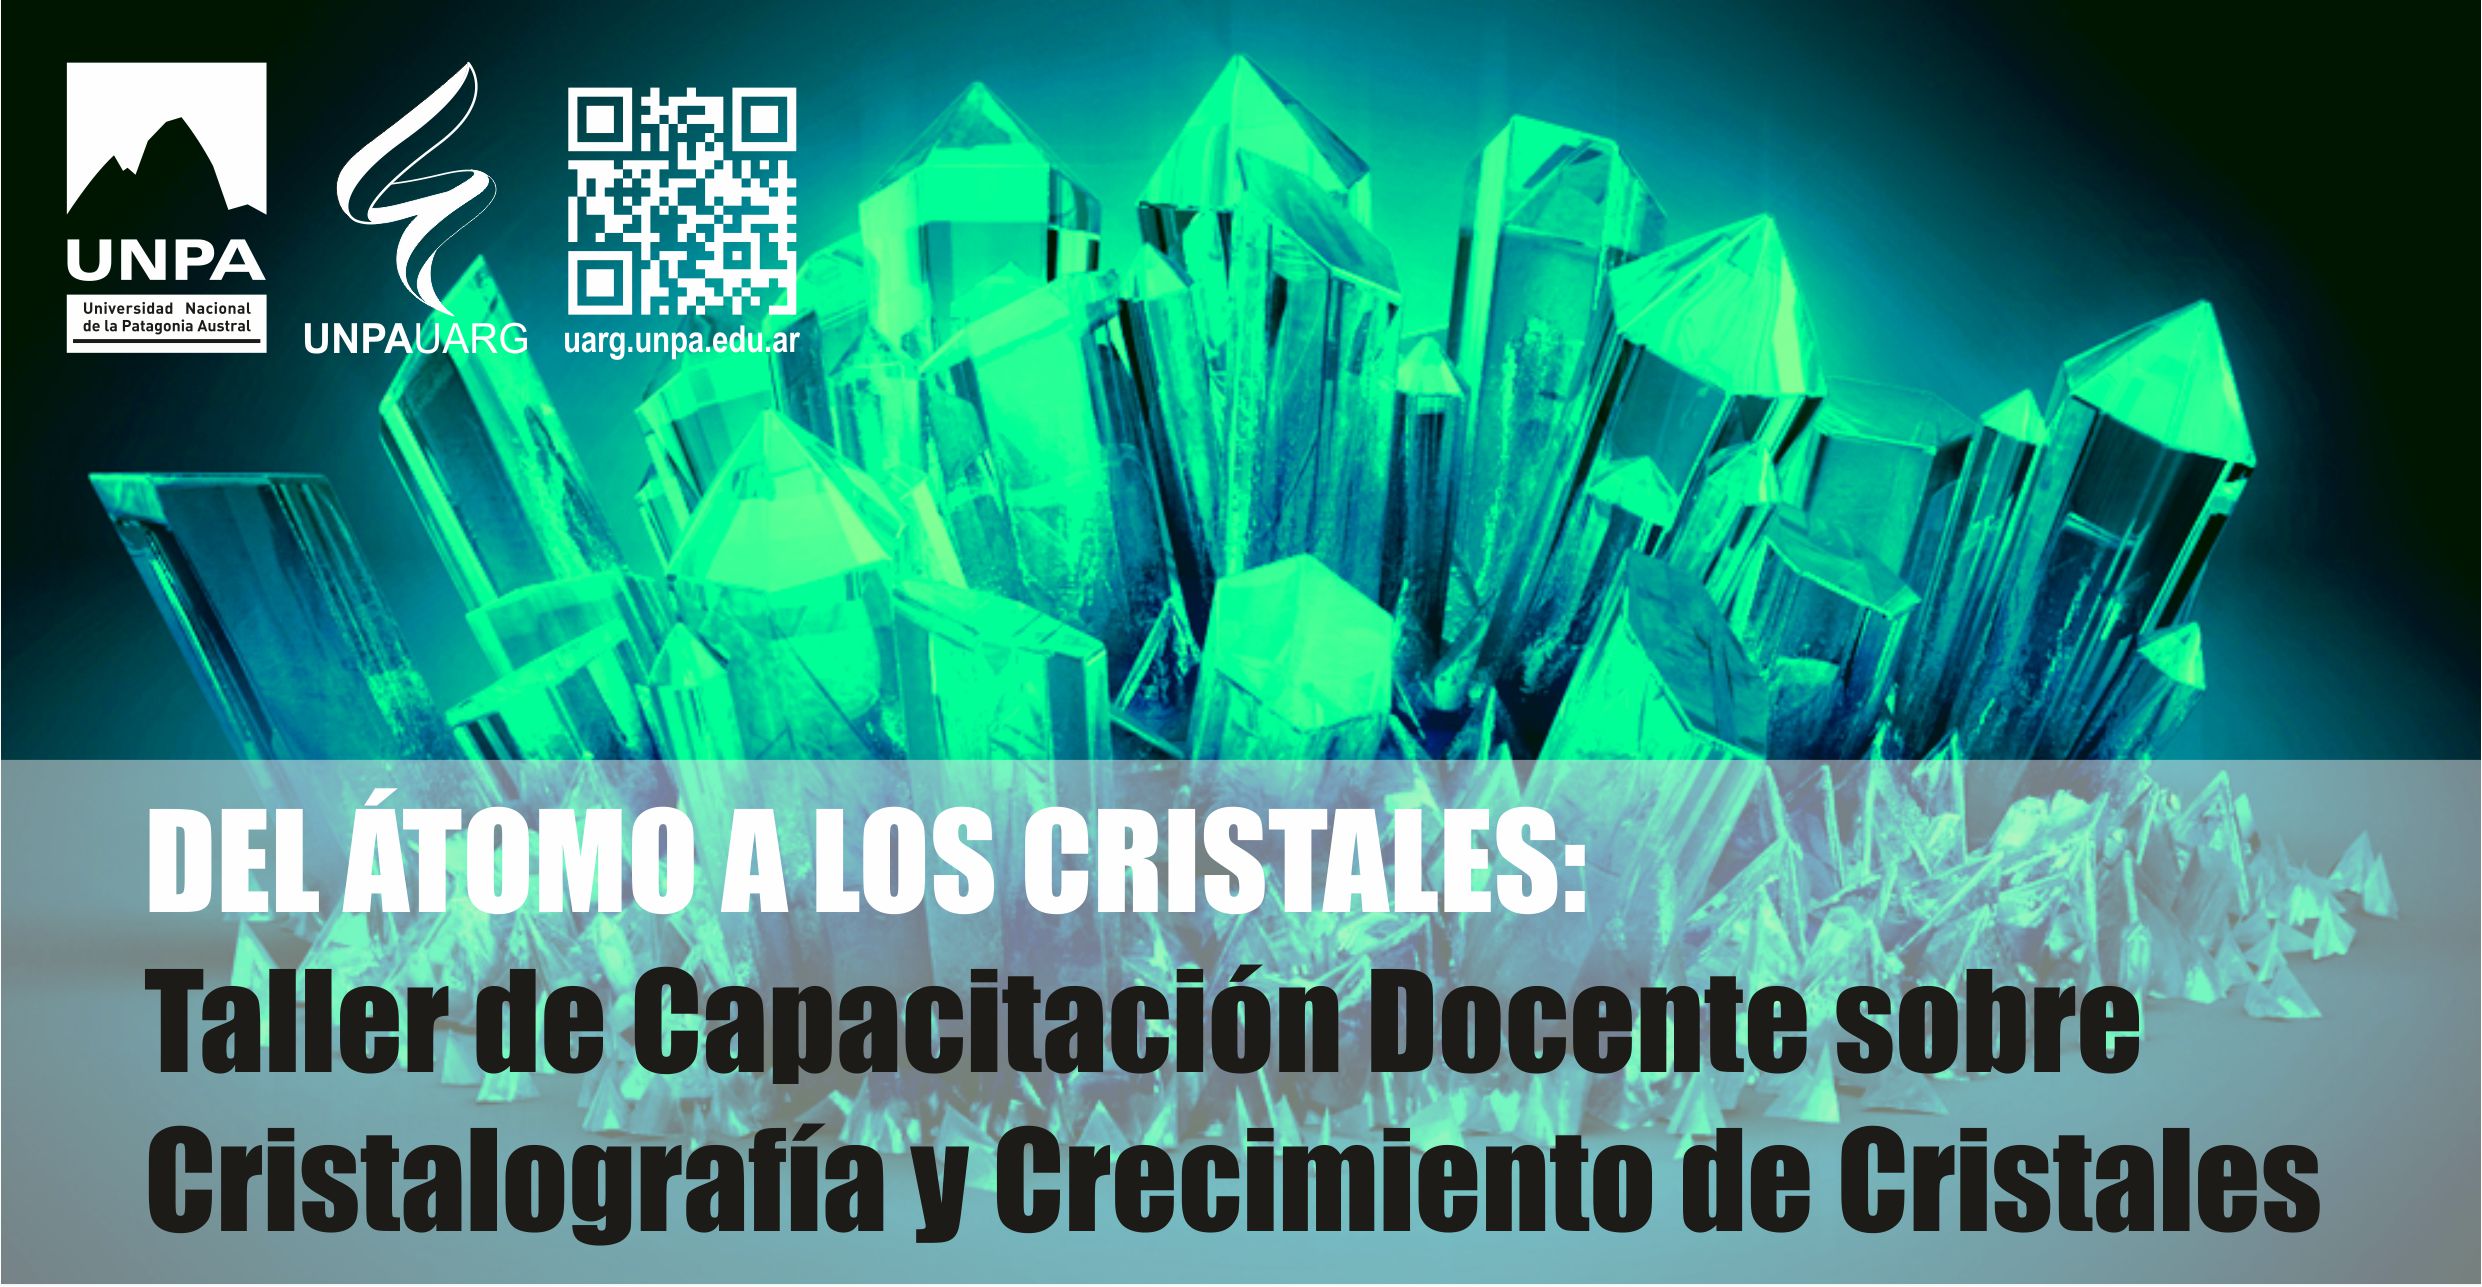 UNPA
Universidad Nacional
de la Patagonia Austral
UNPAUARG
uarg.unpa.edu.ar
DEL ÁTOMO A LOS CRISTALES:
Taller de Capacitación Docente sobre
Cristalografía y Crecimiento de Cristales